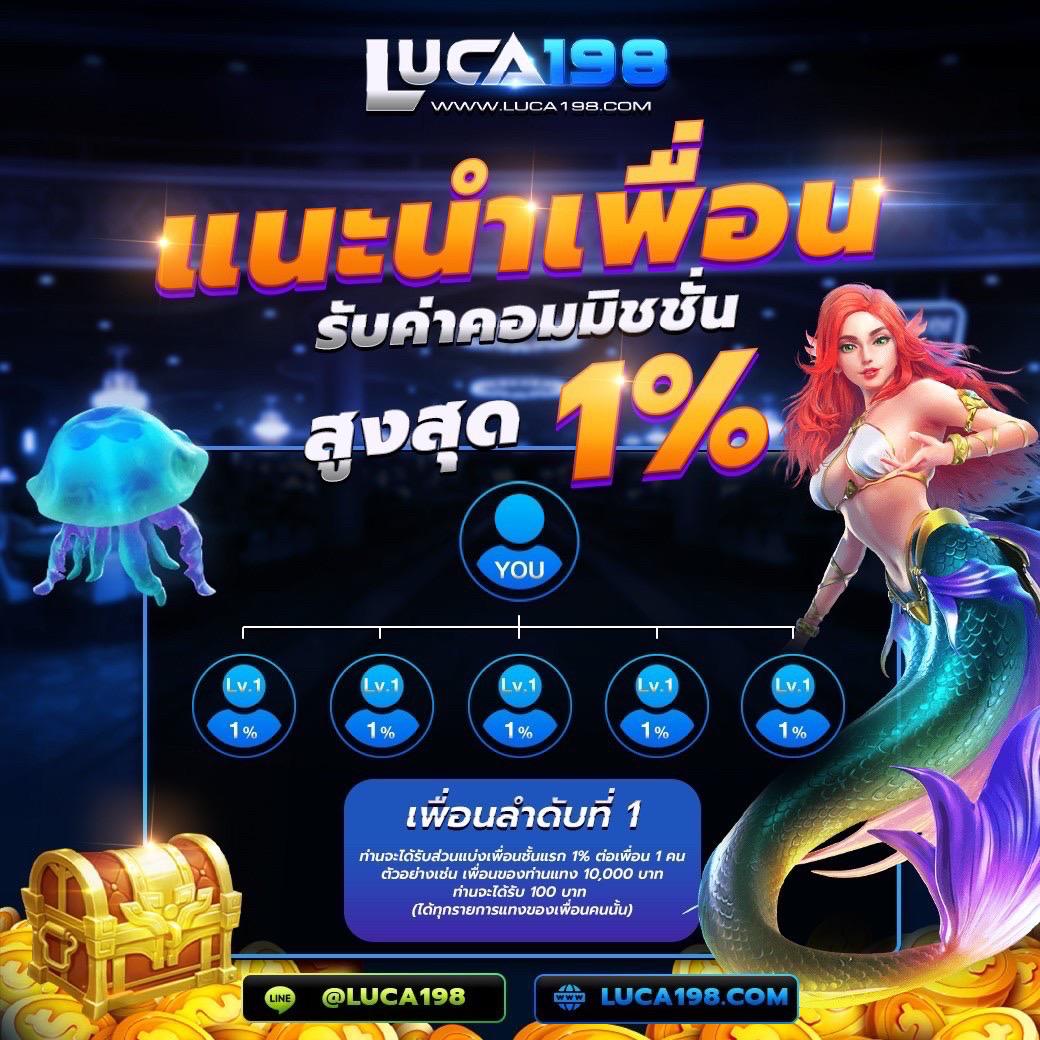 LUCA198
WWW.LUCA198.COM
แนะนำเพื่อน
รับค่าคอมมิชชั่น
สูงสุด 1%
YOU
Lv.1 Lv.1 Lv.1 Lv.1 Lv.1
1% 1% 1% 1% 1%
เพื่อนลำดับที่ 1
ท่านจะได้รับส่วนแบ่งเพื่อนชั้นแรก 1% ต่อเพื่อน 1 คน
ตัวอย่างเช่น เพื่อนของท่านแทง 10,000 บาท
ท่านจะได้รับ 100 บาท
(ได้ทุกรายการแทงของเพื่อนคนนั้น)
LINE @LUCA198
www LUCA198.COM